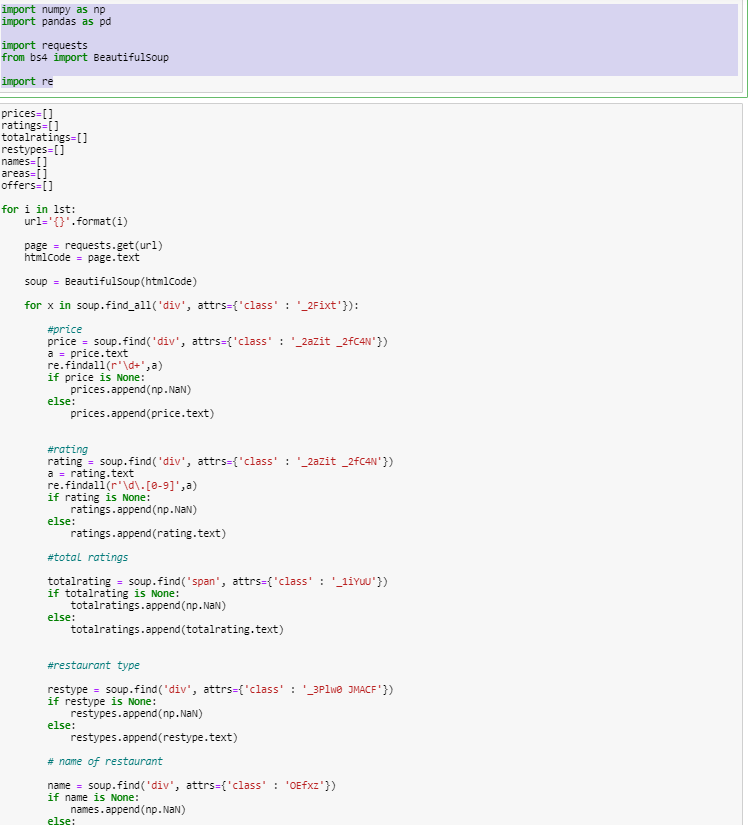 import numpy as np
import pandas as pd
import requests
from bs4 import BeautifulSoup
import re
prices=[]
ratings=[]
totalratings=[]
restypes=[]
names=[]
areas=[]
offers=[]
for i in lst:
    url='{}'.format(i)
    page = requests.get(url)
    htmlCode = page.text
    soup = BeautifulSoup(htmlCode)
    for x in soup.find_all('div', attrs={'class' : '_2Fixt'}):
        #price
        price = soup.find('div', attrs={'class' : '_2aZit _2fC4N'})
        a = price.text
        re.findall(r'\d+',a)
        if price is None:
            prices.append(np.NaN)
        else:
            prices.append(price.text)
        #rating
        rating = soup.find('div', attrs={'class' : '_2aZit _2fC4N'})
        a = rating.text
        re.findall(r'\d\.[0-9]',a)
        if rating is None:
            ratings.append(np.NaN)
        else:
            ratings.append(rating.text)
        #total ratings
        totalrating = soup.find('span', attrs={'class' : '_1iYuU'})
        if totalrating is None:
            totalratings.append(np.NaN)
        else:
            totalratings.append(totalrating.text)
        #restaurant type
        restype = soup.find('div', attrs={'class' : '_3Plw0 JMACF'})
        if restype is None:
            restypes.append(np.NaN)
        else:
            restypes.append(restype.text)
        # name of restaurant
        name = soup.find('div', attrs={'class' : 'OEfxz'})
        if name is None:
            names.append(np.NaN)
        else: